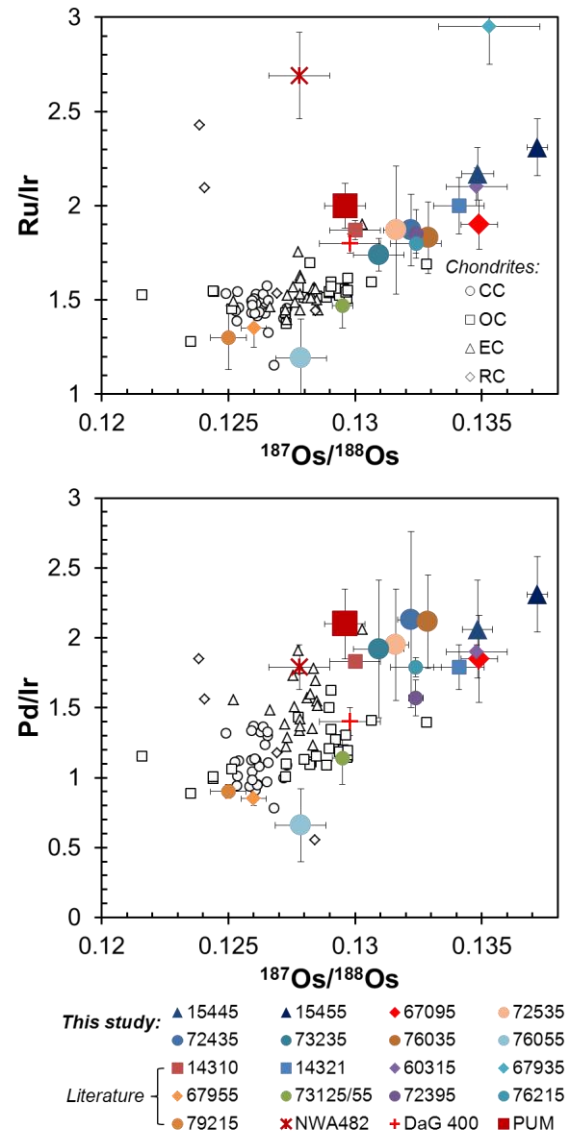 3
2.5
2
1.5
1
Ru/Ir
Chondrites:
CC
OC
EC
RC
0.12 0.125 0.13 0.135
187Os/188Os
3
2.5
2
1.5
1
0.5
0
Pd/Ir
0.12 0.125 0.13 0.135
187Os/188Os
This study: 15445 15455 67095 72535
72435 73235 76035 76055
Literature 14310 14321 60315 67935
67955 73125/55 72395 76215
79215 NWA482 DaG 400 PUM